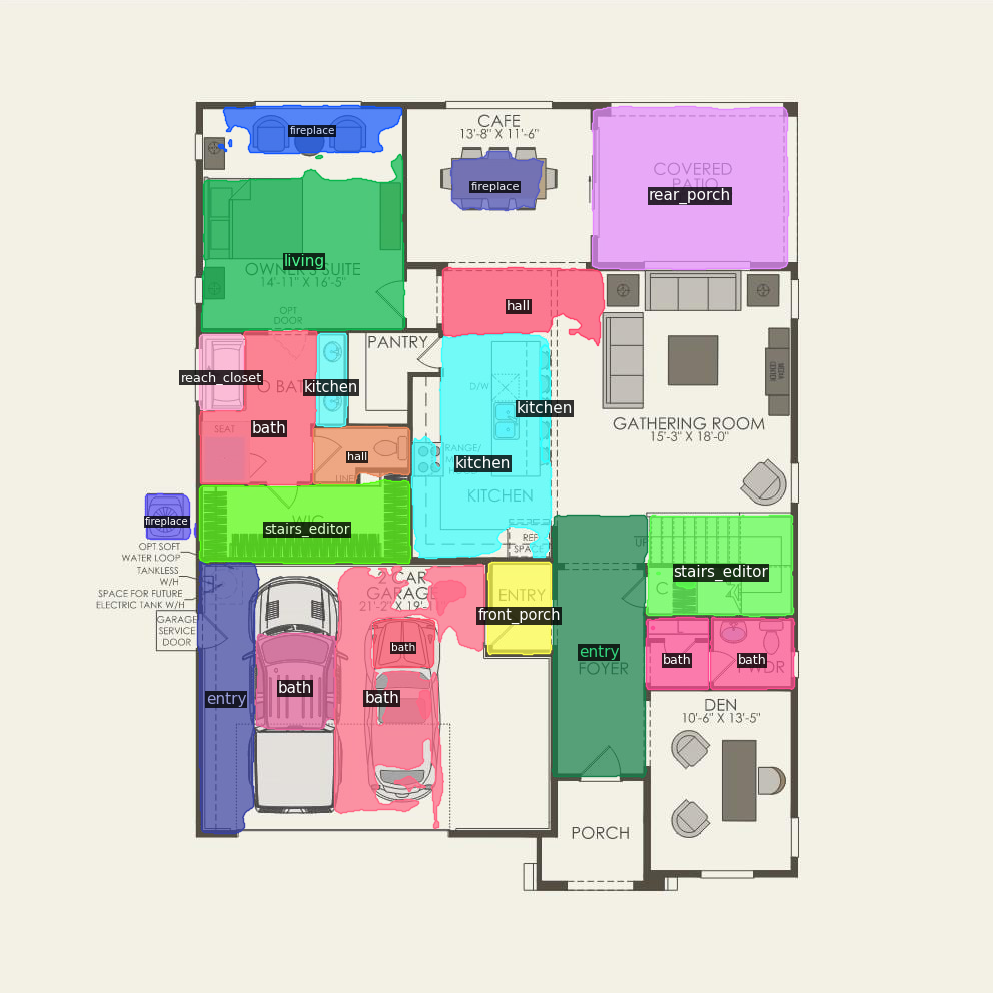 fireplace
CAFE
13'-8" X 11'-6"
fireplace
COVERED
PATIO
rear_porch
living
OWNER'S SUITE
14'-11" X 16'-5"
OPT
DOOR
hall
PANTRY
reach_closet
O BATH
kitchen
D/W
kitchen
SEAT
bath
hall
LINEN
RANGE/
kitchen
KITCHEN
GATHERING ROOM
15'-3" X 18'-0"
MEDIA
CENTER
WIC
stairs_editor
fireplace
REF
SPACE
UP
stairs_editor
OPT SOFT
WATER LOOP
TANKLESS
W/H
SPACE FOR FUTURE
ELECTRIC TANK W/H
GARAGE
SERVICE
DOOR
2 CAR
GARAGE
21'-2" X 19'-
ENTRY
front_porch
entry
FOYER
bath
bath
PWDR
bath
bath
bath
entry
DEN
10'-6" X 13'-5"
PORCH